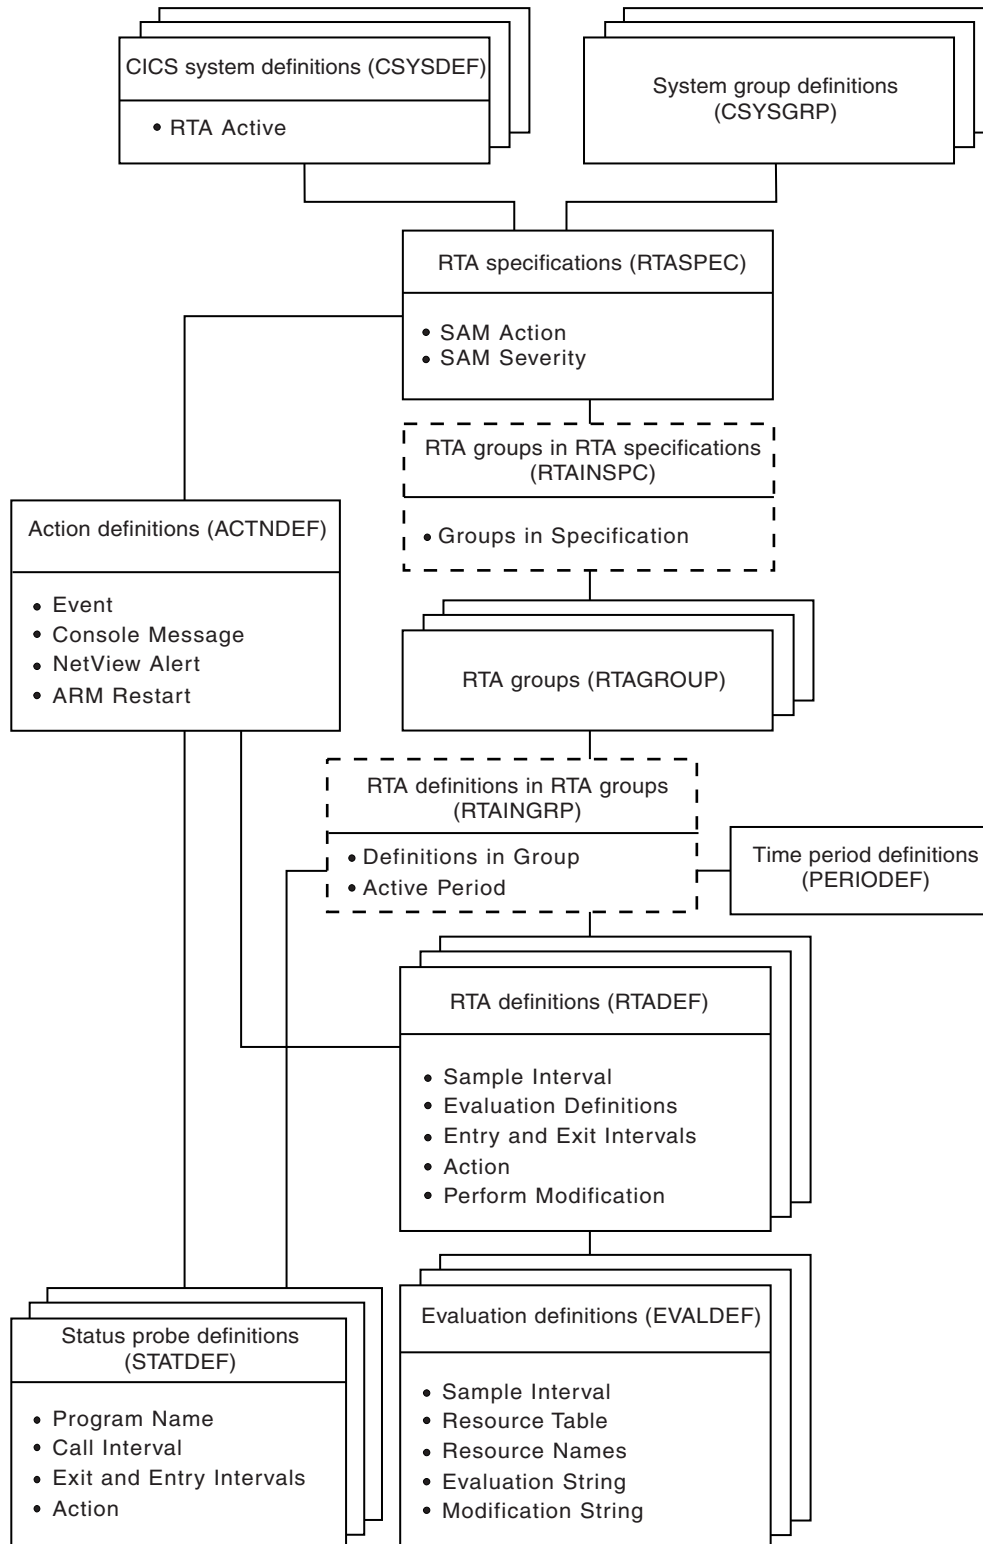 CICS system definitions (CSYSDEF)
• RTA Active
System group definitions
(CSYSGRP)
RTA specifications (RTASPEC)
• SAM Action
• SAM Severity
RTA groups in RTA specifications
(RTAINSPC)
• Groups in Specification
Action definitions (ACTNDEF)
• Event
• Console Message
• NetView Alert
• ARM Restart
RTA groups (RTAGROUP)
RTA definitions in RTA groups
(RTAINGRP)
• Definitions in Group
• Active Period
Time period definitions
(PERIODEF)
RTA definitions (RTADEF)
• Sample Interval
• Evaluation Definitions
• Entry and Exit Intervals
• Action
• Perform Modification
Status probe definitions
(STATDEF)
• Program Name
• Call Interval
• Exit and Entry Intervals
• Action
Evaluation definitions (EVALDEF)
• Sample Interval
• Resource Table
• Resource Names
• Evaluation String
• Modification String